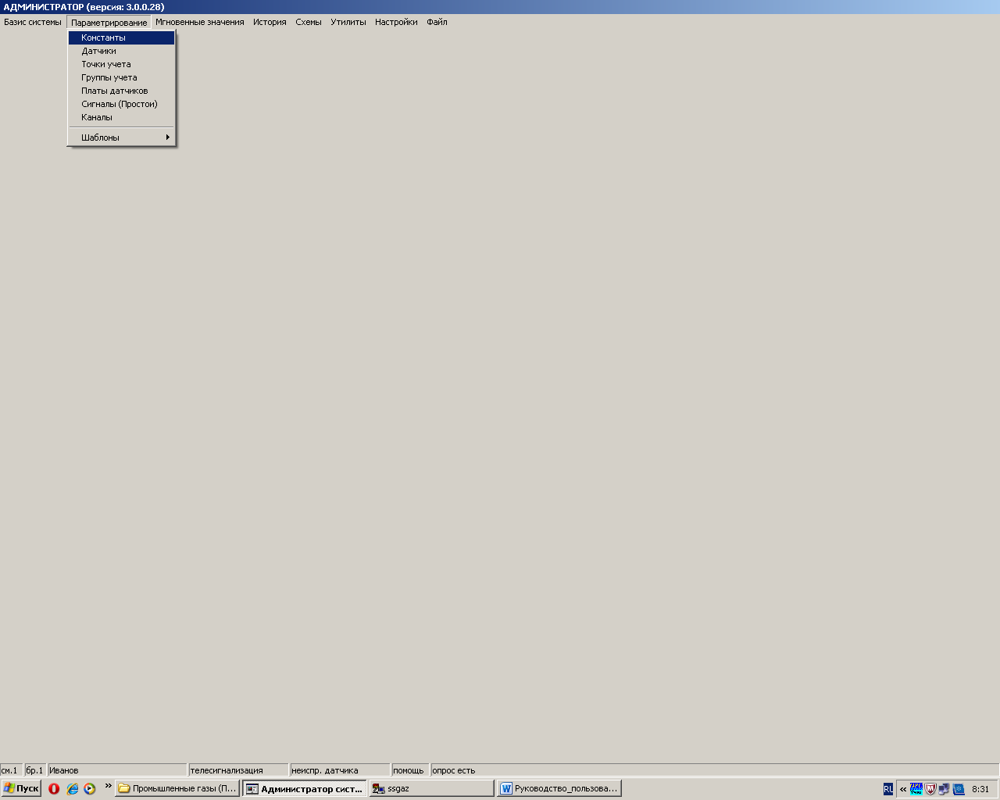 АДМИНИСТРАТОР (версия: 3.0.0.28)
Базис системы Параметрирование Мгновенные значения История Схемы Утилиты Настройки Файл
Константы
Датчики
Точки учета
Группы учета
Платы датчиков
Сигналы (Простои)
Каналы
Шаблоны
см.1 бр.1 Иванов телесигнализация неиспр. датчика помощь опрос есть
Пуск » Промышленные газы (П... Администратор сист... ssgaz Руководство_пользова... RU « 8:31